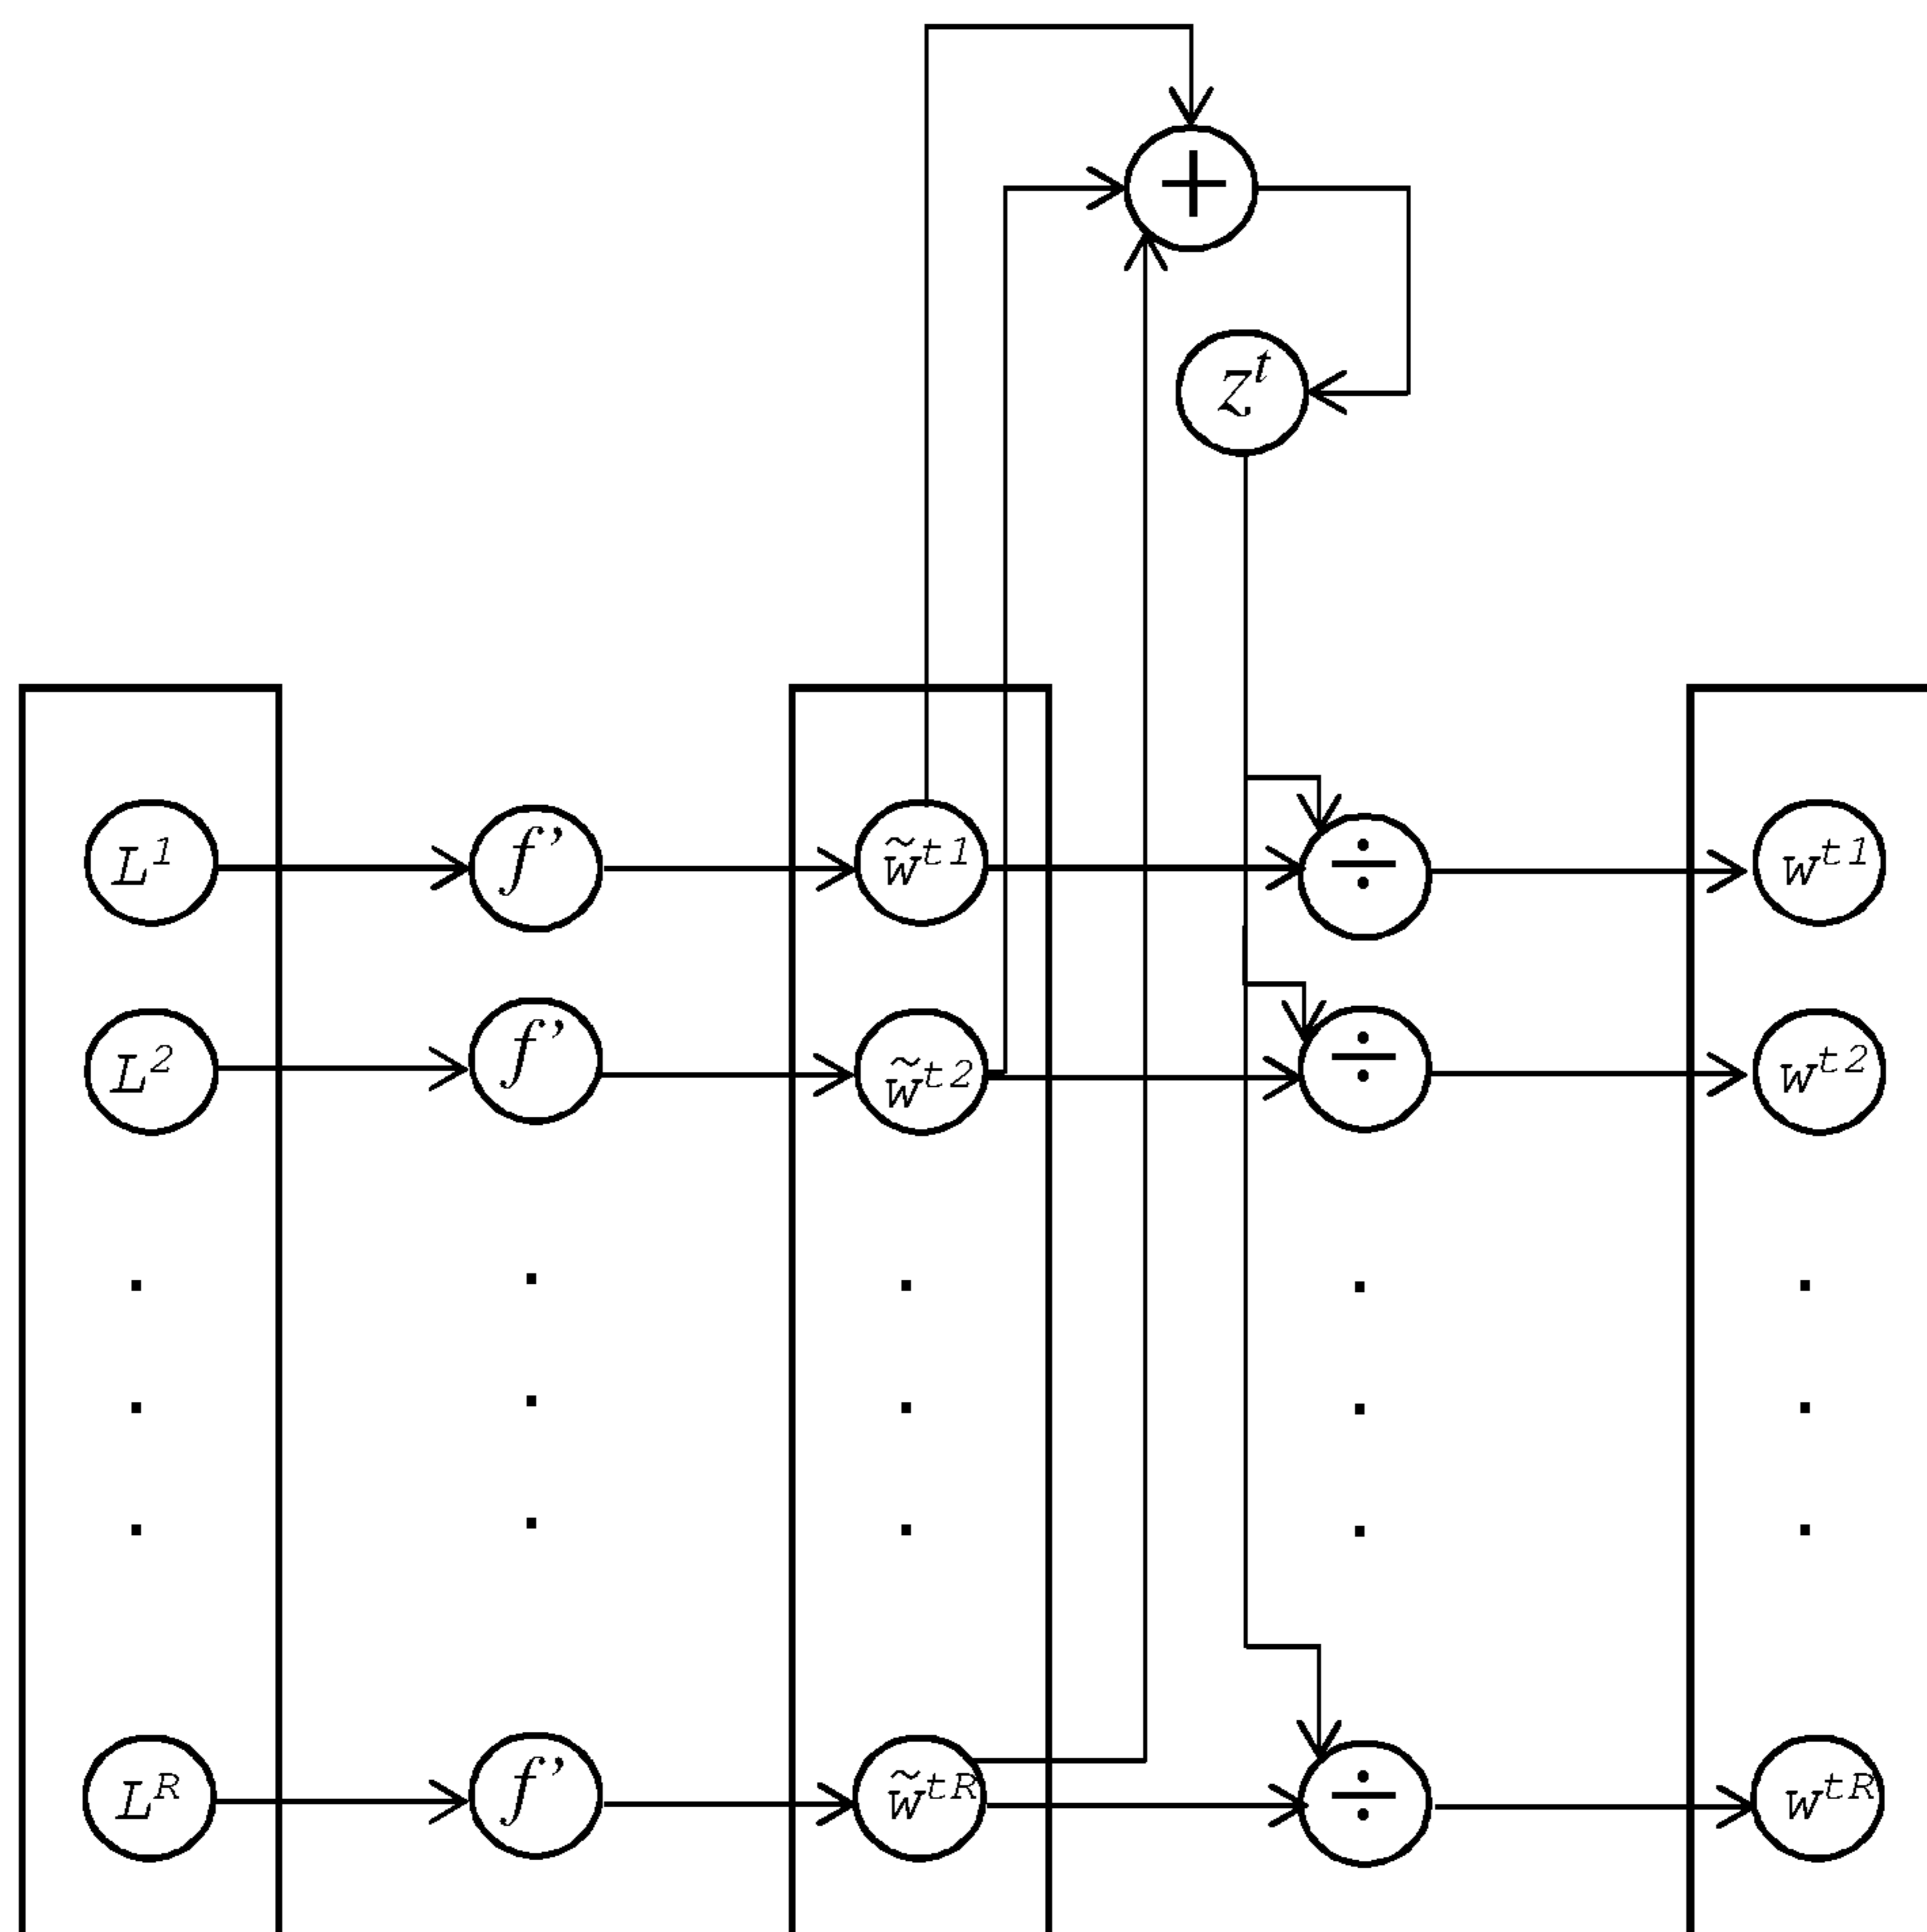 +
z^t
L^1 f' w̃^{t1} ÷ w^{t1}
L^2 f' w̃^{t2} ÷ w^{t2}
. . . . .
. . . . .
. . . . .
L^R f' w̃^{tR} ÷ w^{tR}